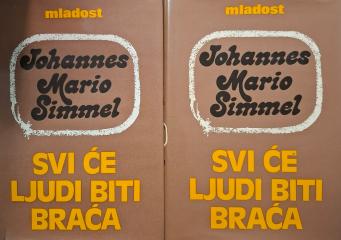 mladost
Johannes
Mario
Simmel
SVI ĆE
LJUDI BITI
BRAĆA
mladost
Johannes
Mario
Simmel
SVI ĆE
LJUDI BITI
BRAĆA